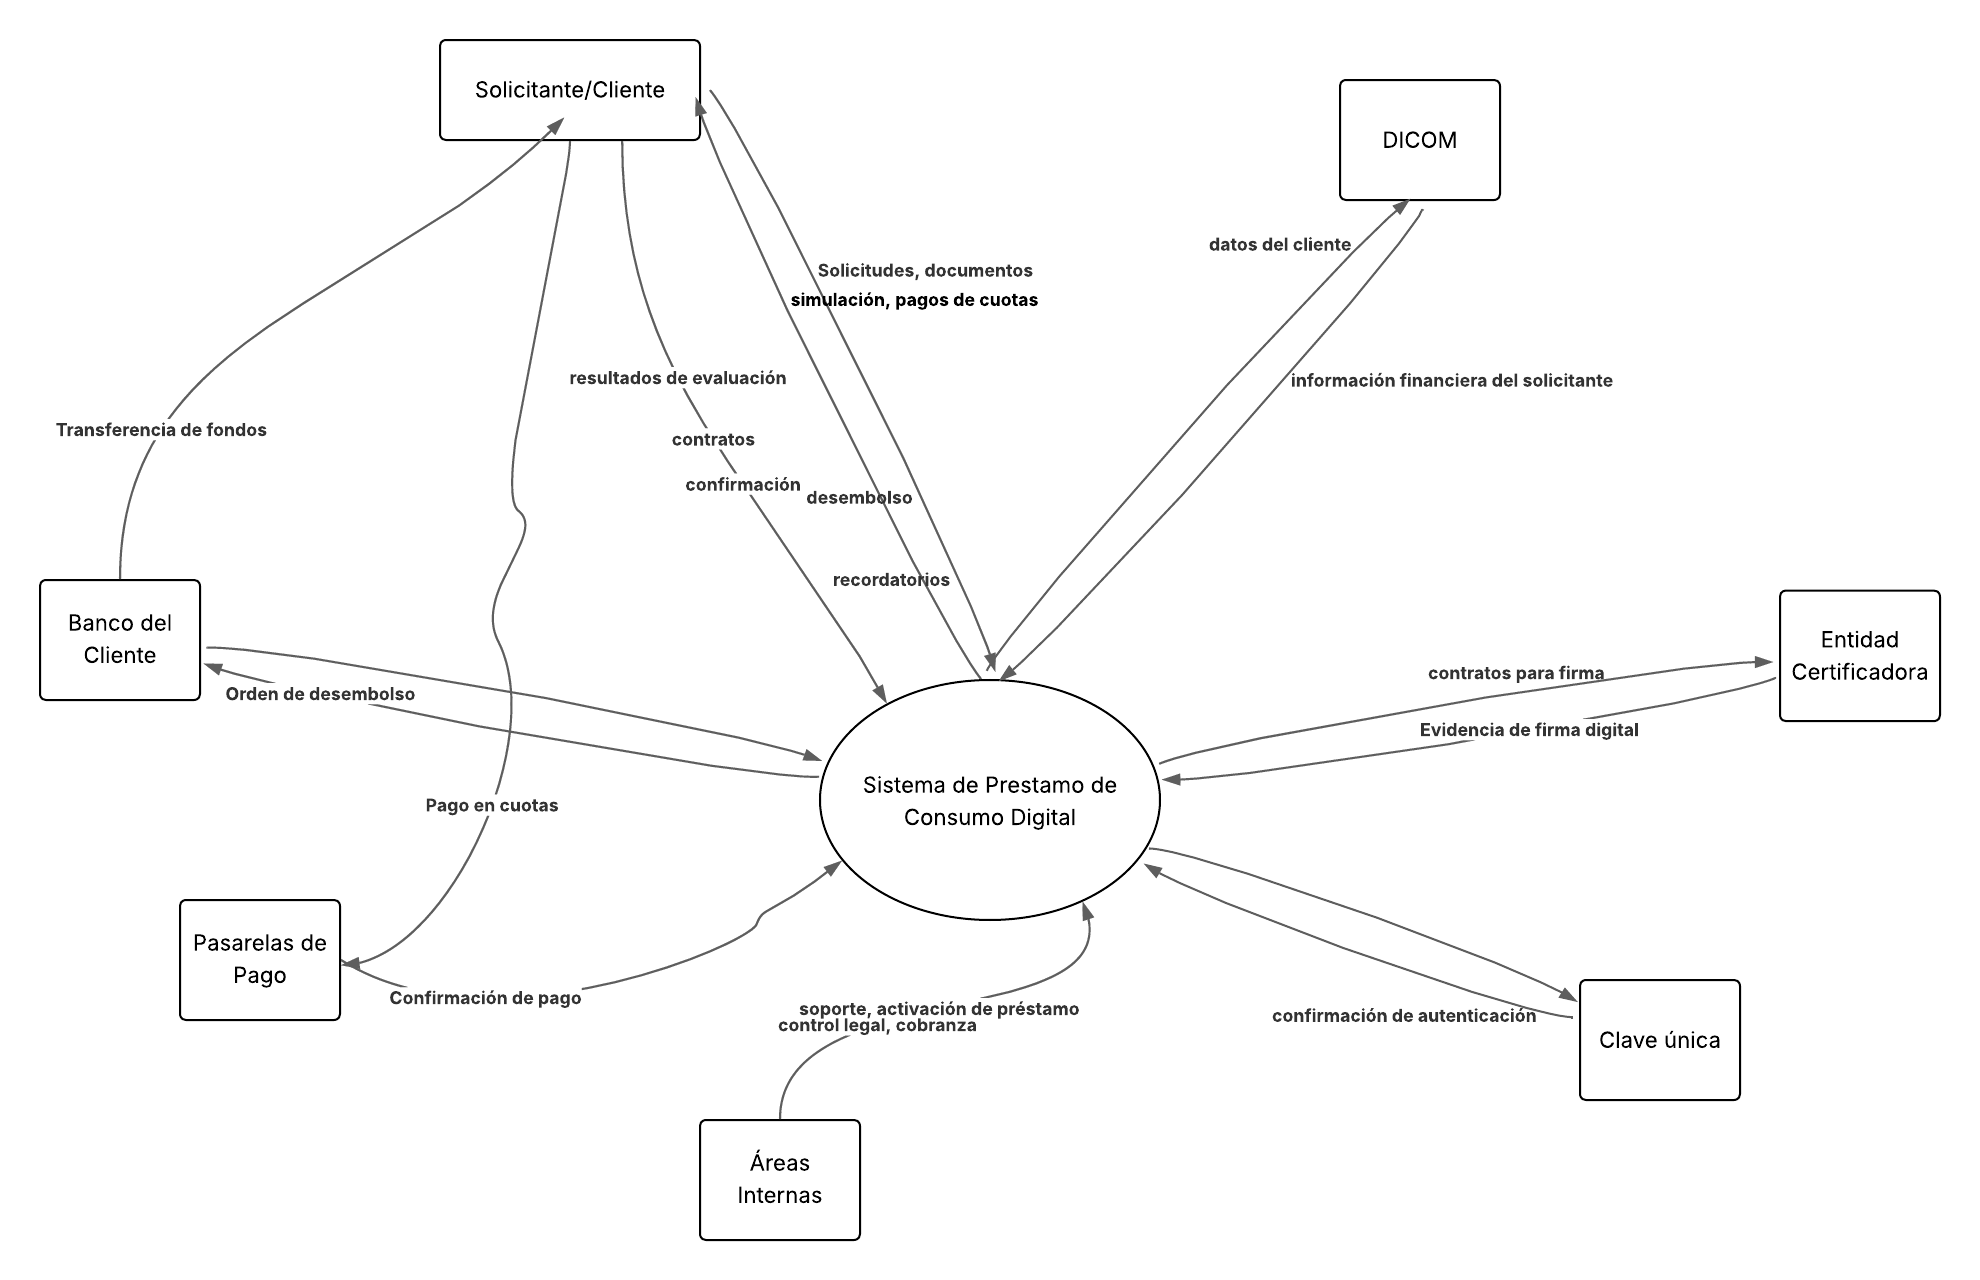 Solicitante/Cliente
DICOM
datos del cliente
Solicitudes, documentos
simulación, pagos de cuotas
resultados de evaluación
información financiera del solicitante
Transferencia de fondos
contratos
confirmación
desembolso
recordatorios
Banco del
Cliente
Entidad
Certificadora
contratos para firma
Orden de desembolso
Evidencia de firma digital
Sistema de Prestamo de
Consumo Digital
Pago en cuotas
Pasarelas de
Pago
Confirmación de pago
soporte, activación de préstamo
control legal, cobranza
confirmación de autenticación
Clave única
Áreas
Internas